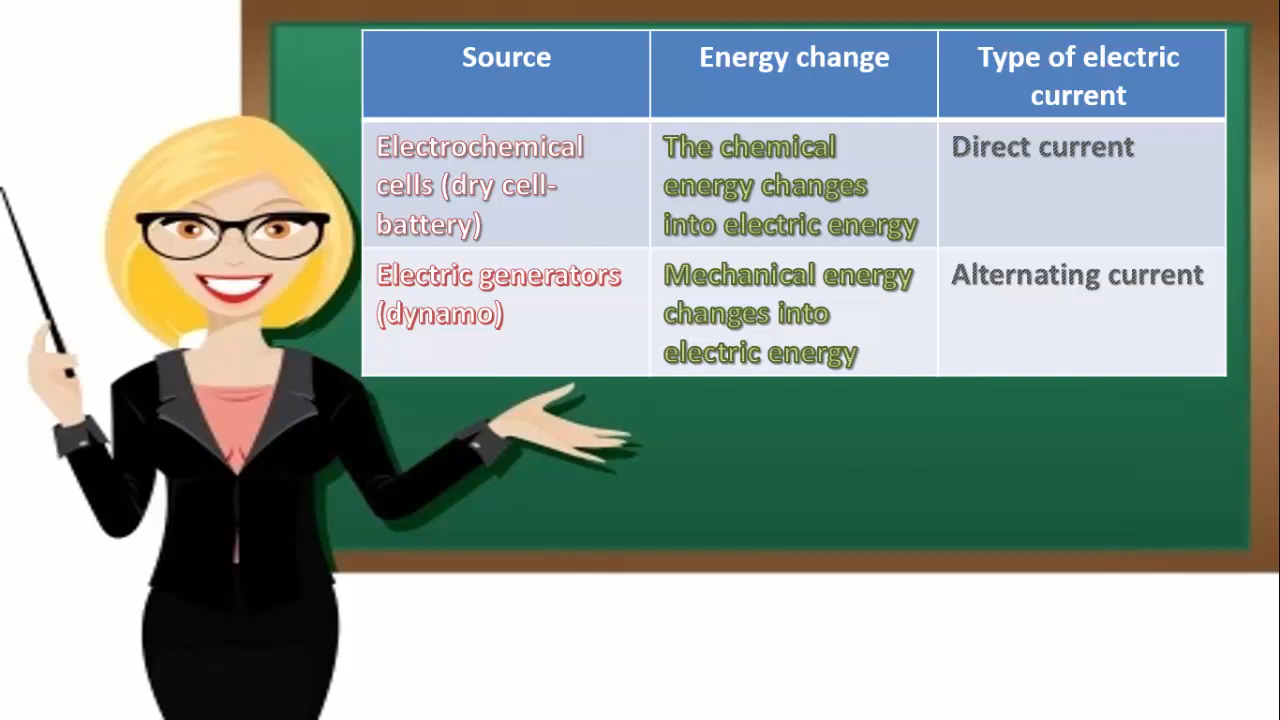 Source
Energy change
Type of electric
current
Electrochemical
cells (dry cell-
battery)
The chemical
energy changes
into electric energy
Direct current
Electric generators
(dynamo)
Mechanical energy
changes into
electric energy
Alternating current